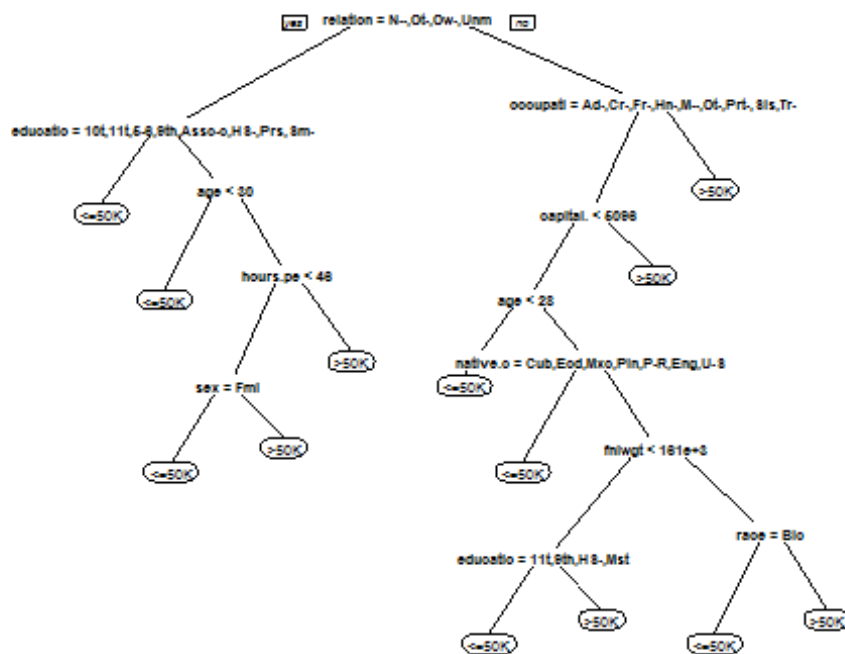 yes relation = N--,Ot-,Ow-,Unm no
occupati = Ad-,Cr-,Fr-,Hn-,M--,Ot-,Prt-,Sls,Tr-
educatio = 10t,11t,5-6,9th,Asso-o,HS-,Prs,Sm-
age < 30
>50K
<=50K
capital. < 5096
hours.pe < 46
>50K
<=50K
age < 28
>50K
native.c = Cub,Ecd,Mxc,Pln,P-R,Eng,U-S
sex = Fml
<=50K
>50K
fnlwgt < 161e+3
<=50K
<=50K
race = Blc
educatio = 11t,9th,HS-,Mst
>50K
>50K
<=50K
<=50K